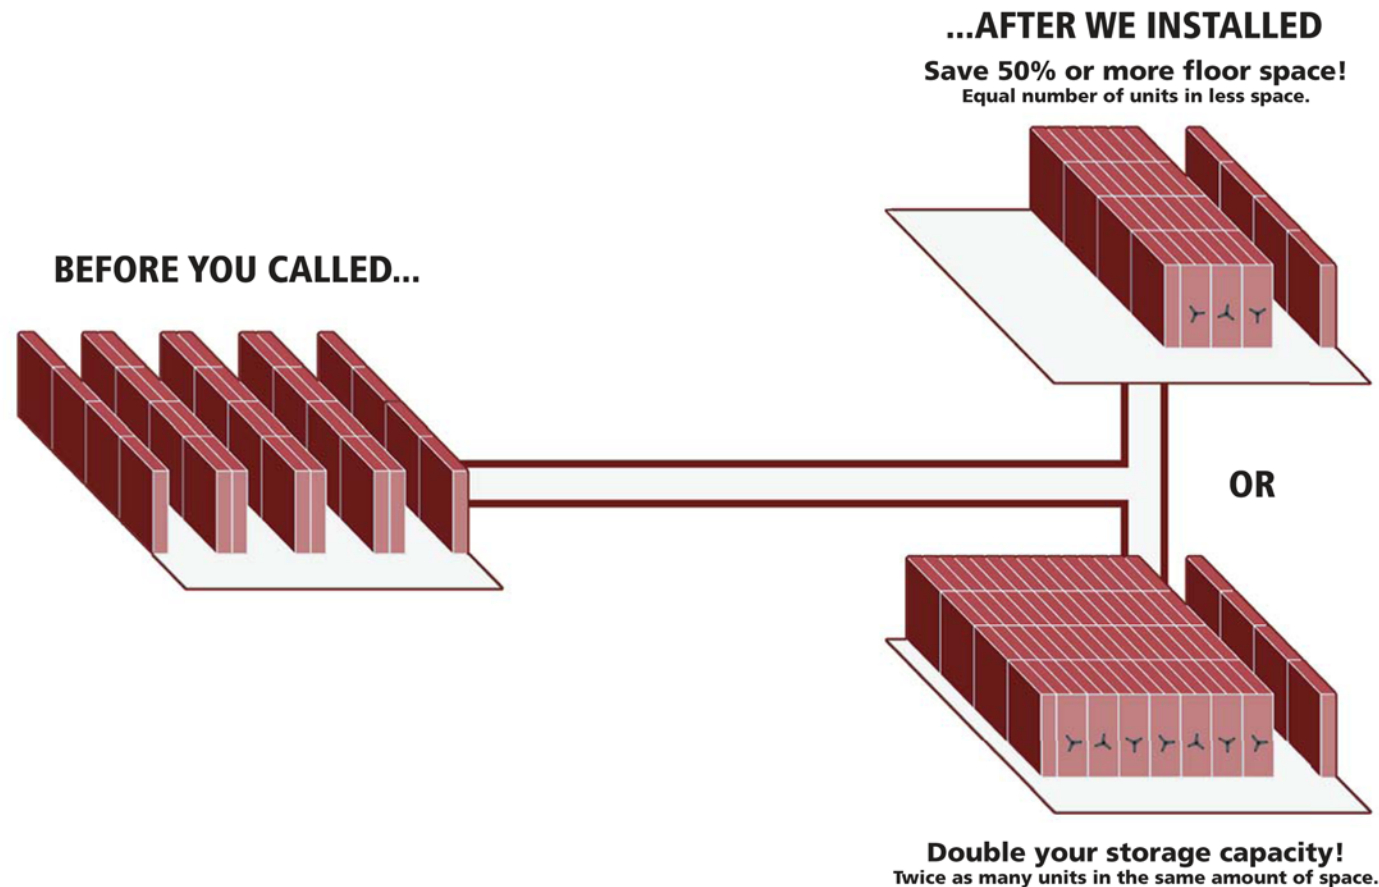 ...AFTER WE INSTALLED
Save 50% or more floor space!
Equal number of units in less space.
BEFORE YOU CALLED...
OR
Double your storage capacity!
Twice as many units in the same amount of space.